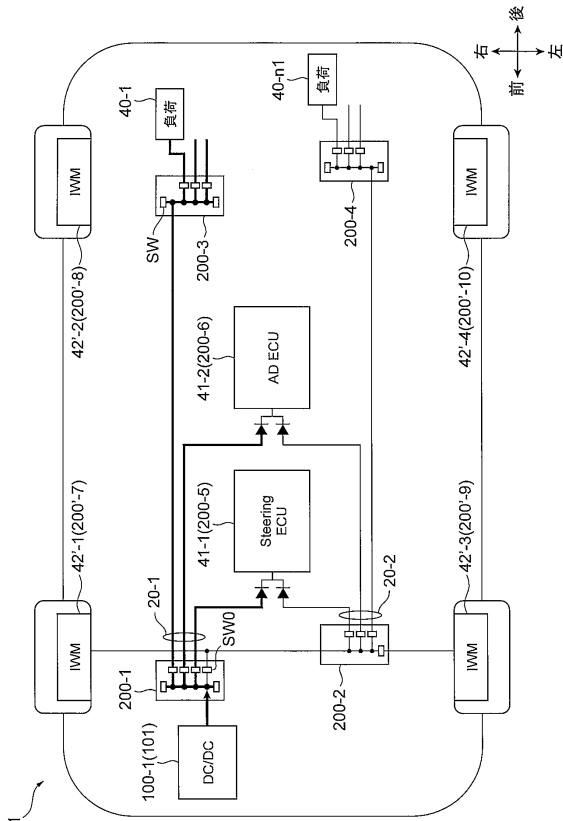 1
42'-1(200'-7)
42'-2(200'-8)
IWM
IWM
右
前
後
左
100-1(101)
DC/DC
200-1
20-1
SW0
SW
40-1
負荷
200-3
41-1(200-5)
Steering
ECU
41-2(200-6)
AD ECU
40-n1
負荷
200-4
200-2
20-2
IWM
IWM
42'-3(200'-9)
42'-4(200'-10)